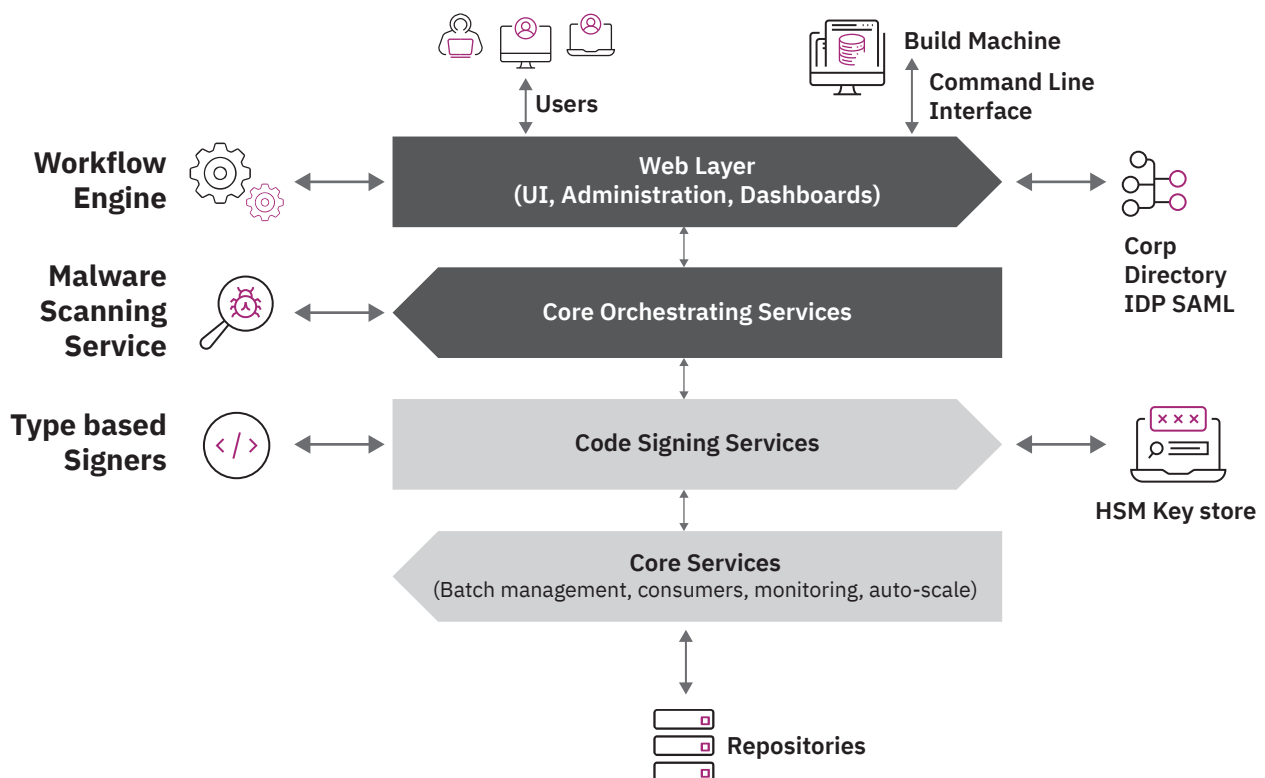 Build Machine
Command Line
Interface
Users
Workflow
Engine
Web Layer
(UI, Administration, Dashboards)
Corp
Directory
IDP SAML
Malware
Scanning
Service
Core Orchestrating Services
Type based
Signers
</>
Code Signing Services
×××
HSM Key store
Core Services
(Batch management, consumers, monitoring, auto-scale)
Repositories